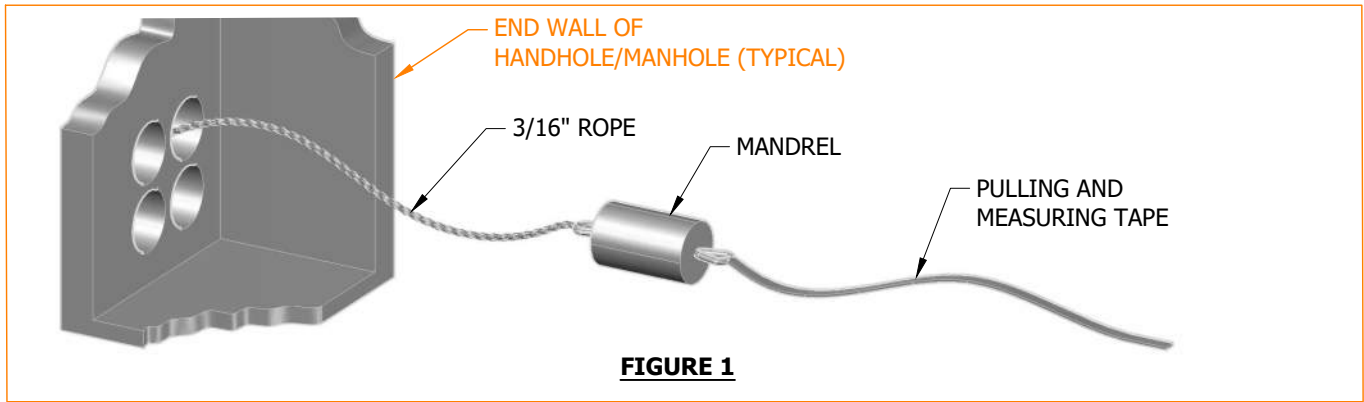 END WALL OF
HANDHOLE/MANHOLE (TYPICAL)
3/16" ROPE
MANDREL
PULLING AND
MEASURING TAPE
FIGURE 1